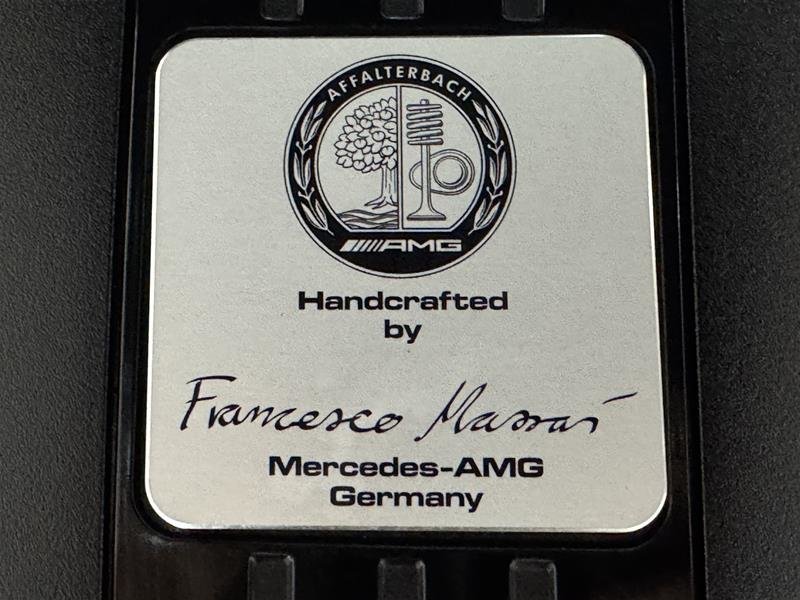 AFFALTERBACH
AMG
Handcrafted
by
Francesco Massai
Mercedes-AMG
Germany